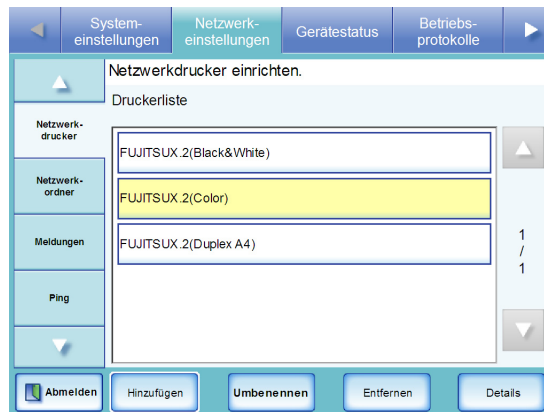 System-
einstellungen
Netzwerk-
einstellungen
Gerätestatus
Betriebs-
protokolle
Netzwerkdrucker einrichten.
Druckerliste
Netzwerk-
drucker
Netzwerk-
ordner
Meldungen
Ping
FUJITSUX.2(Black&White)
FUJITSUX.2(Color)
FUJITSUX.2(Duplex A4)
1
/
1
Abmelden
Hinzufügen
Umbenennen
Entfernen
Details